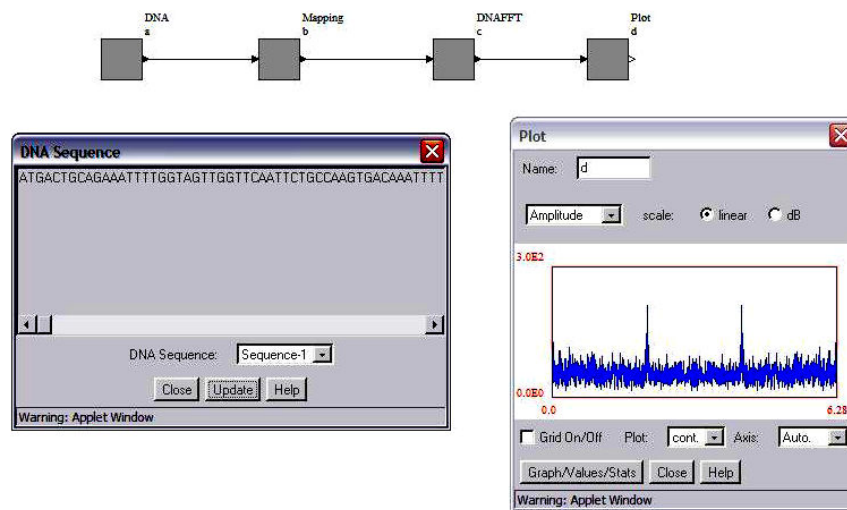 DNA Mapping DNAFFT Plot
a b c d
DNA Sequence
ATGACTGCAGAAATTTTGGTAGTTGGTTCAATTCTGCCAAGTGACAAATTTT
DNA Sequence: Sequence-1
Close Update Help
Warning: Applet Window
Plot
Name: d
Amplitude scale: linear dB
3.0E2
0.0E0
0.0 6.28
Grid On/Off Plot: cont. Axis: Auto.
Graph/Values/Stats Close Help
Warning: Applet Window